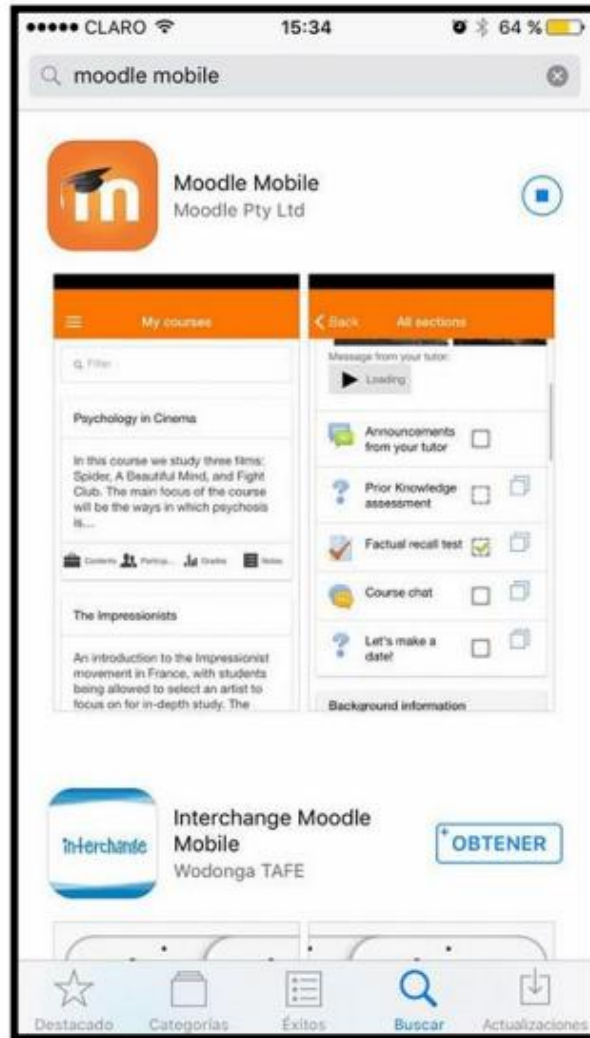 CLARO 15:34 64 %
moodle mobile
Moodle Mobile
Moodle Pty Ltd
My courses
Filter
Psychology in Cinema
In this course we study three films:
Spider, A Beautiful Mind, and Fight
Club. The main focus of the course
will be the ways in which psychosis
is...
Contents Particip... Grades Notes
The Impressionists
An introduction to the Impressionist
movement in France, with students
being allowed to select an artist to
focus on for in-depth study. The
Back All sections
Message from your tutor:
Loading
Announcements
from your tutor
Prior Knowledge
assessment
Factual recall test
Course chat
Let's make a
date!
Background information
interchange
Interchange Moodle
Mobile
Wodonga TAFE
+OBTENER
Destacado Categorías Éxitos Buscar Actualizaciones